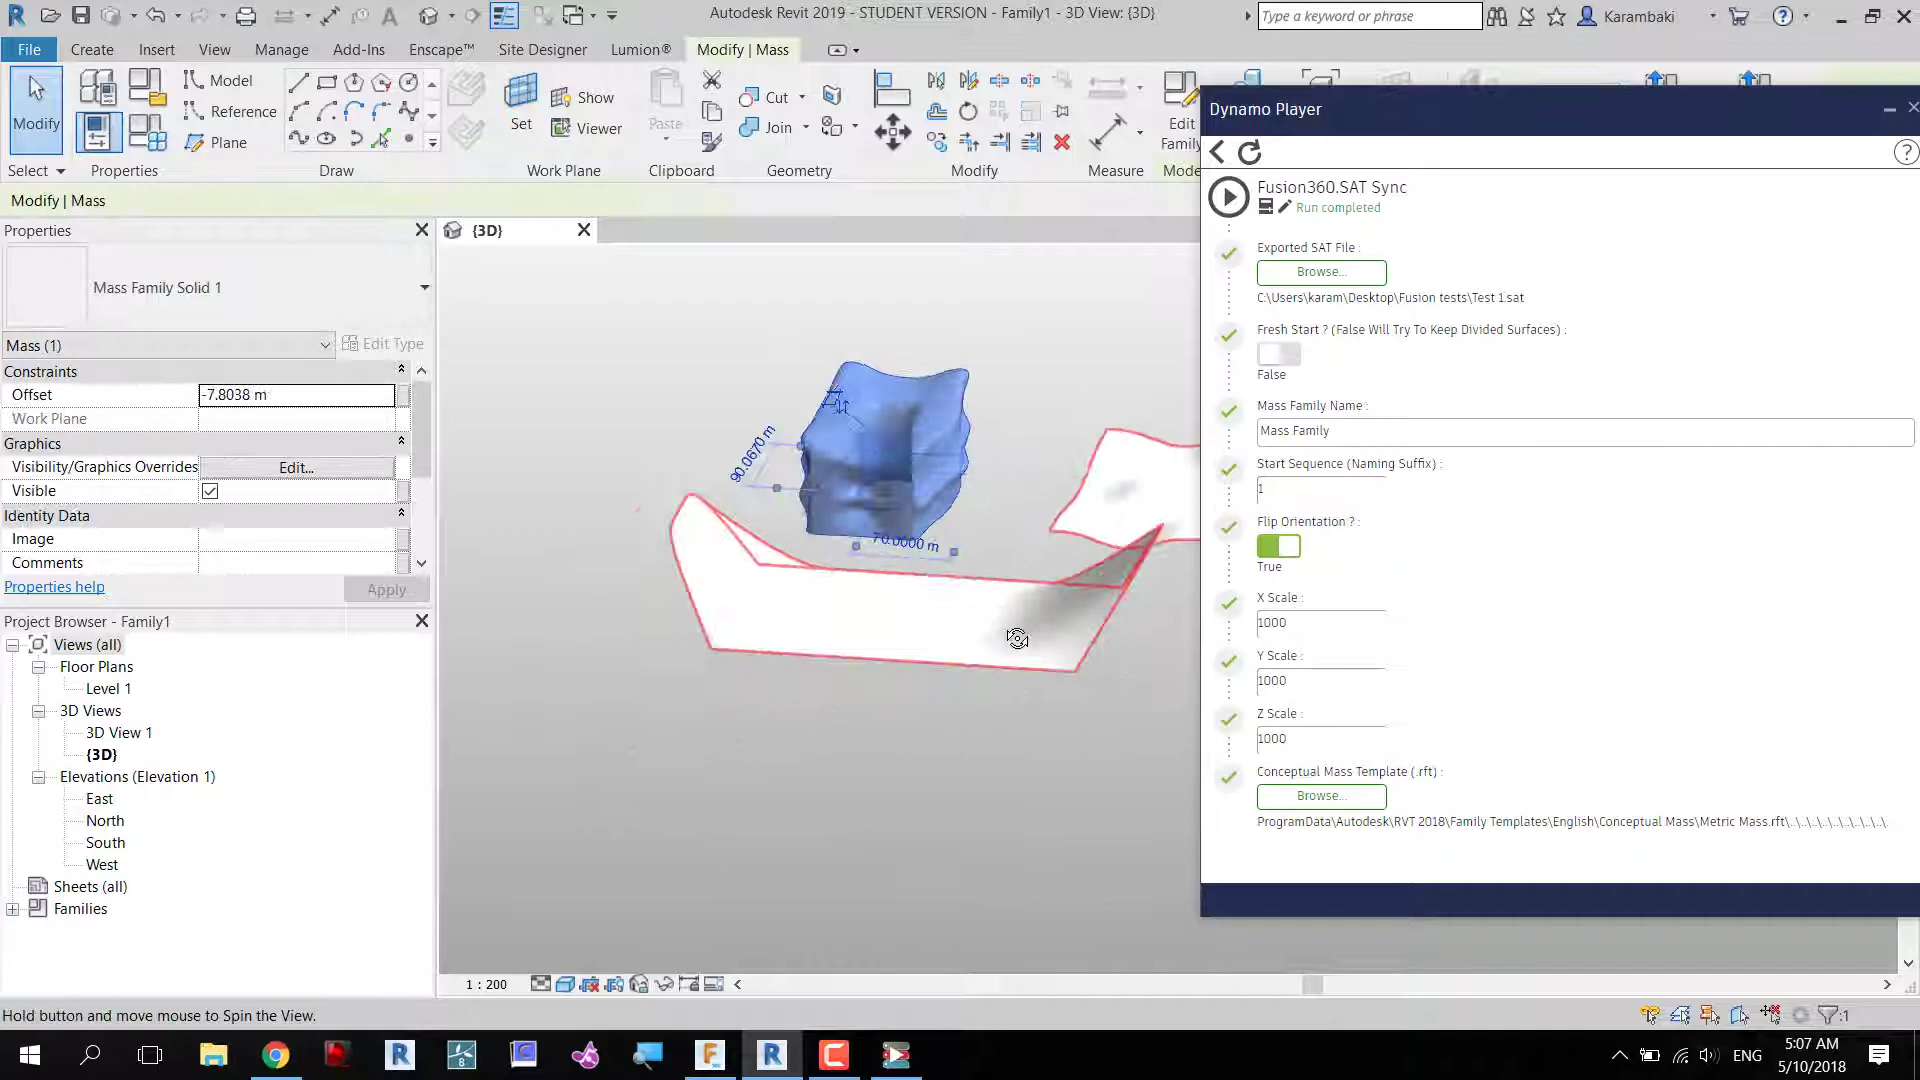 Autodesk Revit 2019 - STUDENT VERSION - Family1 - 3D View: {3D}
Type a keyword or phrase
Karambaki
File
Create
Insert
Annotate
View
Manage
Add-Ins
Enscape™
Site Designer
Lumion®
Modify | Mass
Modify
Select
Properties
Model
Reference
Plane
Draw
Set
Show
Viewer
Work Plane
Paste
Clipboard
Cut
Join
Geometry
Modify
Measure
Edit
Family
Mode
Modify | Mass
Properties
Mass Family Solid 1
Mass (1)
Edit Type
Constraints
Offset
-7.8038 m
Work Plane
Graphics
Visibility/Graphics Overrides
Edit...
Visible
Identity Data
Image
Comments
Properties help
Apply
Project Browser - Family1
Views (all)
Floor Plans
Level 1
3D Views
3D View 1
{3D}
Elevations (Elevation 1)
East
North
South
West
Sheets (all)
Families
{3D}
90.0670 m
70.0000 m
1 : 200
Dynamo Player
Fusion360.SAT Sync
Run completed
Exported SAT File :
Browse...
C:\Users\karam\Desktop\Fusion tests\Test 1.sat
Fresh Start ? (False Will Try To Keep Divided Surfaces) :
False
Mass Family Name :
Mass Family
Start Sequence (Naming Suffix) :
1
Flip Orientation ? :
True
X Scale :
1000
Y Scale :
1000
Z Scale :
1000
Conceptual Mass Template (.rft) :
Browse...
ProgramData\Autodesk\RVT 2018\Family Templates\English\Conceptual Mass\Metric Mass.rft\..\..\..\..\..\..\..\..\..\.
Hold button and move mouse to Spin the View.
:1
ENG
5:07 AM
5/10/2018